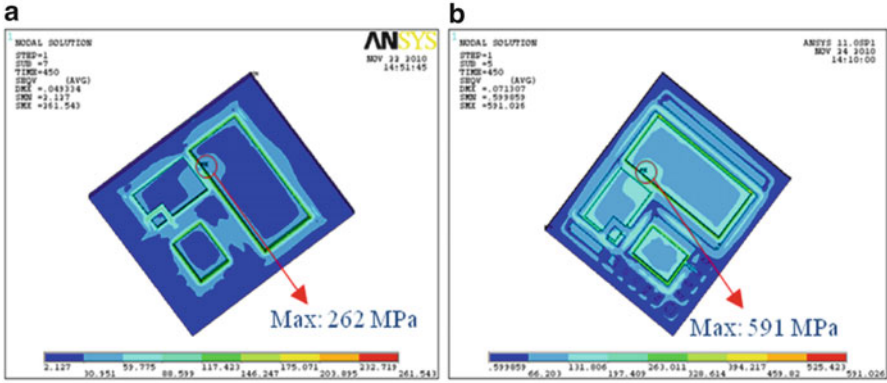 a
1
NODAL SOLUTION
STEP=1
SUB =7
TIME=450
SEQV (AVG)
DMX =.049334
SMN =2.127
SMX =261.543
ANSYS
NOV 22 2010
14:51:45
Max: 262 MPa
2.127 59.775 117.423 175.071 232.719
30.951 88.599 146.247 203.895 261.543
b
1
NODAL SOLUTION
STEP=1
SUB =5
TIME=450
SEQV (AVG)
DMX =.071307
SMN =.599859
SMX =591.026
ANSYS 11.0SP1
NOV 24 2010
14:10:00
Max: 591 MPa
.599859 131.806 263.011 394.217 525.423
66.203 197.409 328.614 459.82 591.026